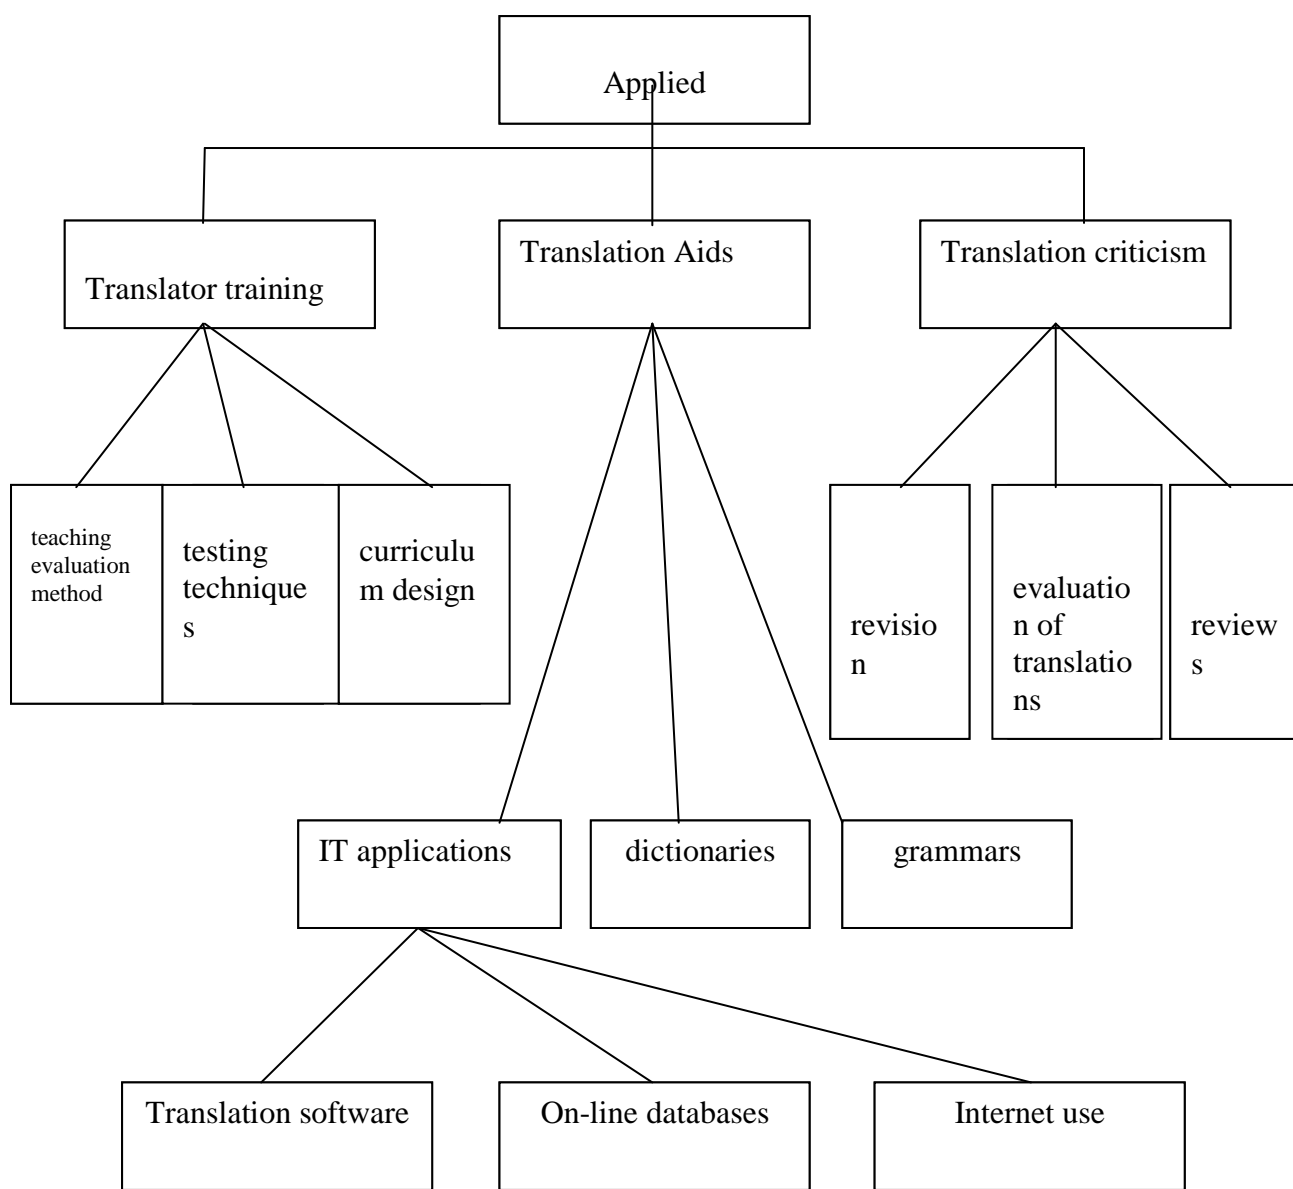 Applied
Translator training
Translation Aids
Translation criticism
teaching
evaluation
method
testing
technique
s
curriculu
m design
revisio
n
evaluatio
n of
translatio
ns
review
s
IT applications
dictionaries
grammars
Translation software
On-line databases
Internet use